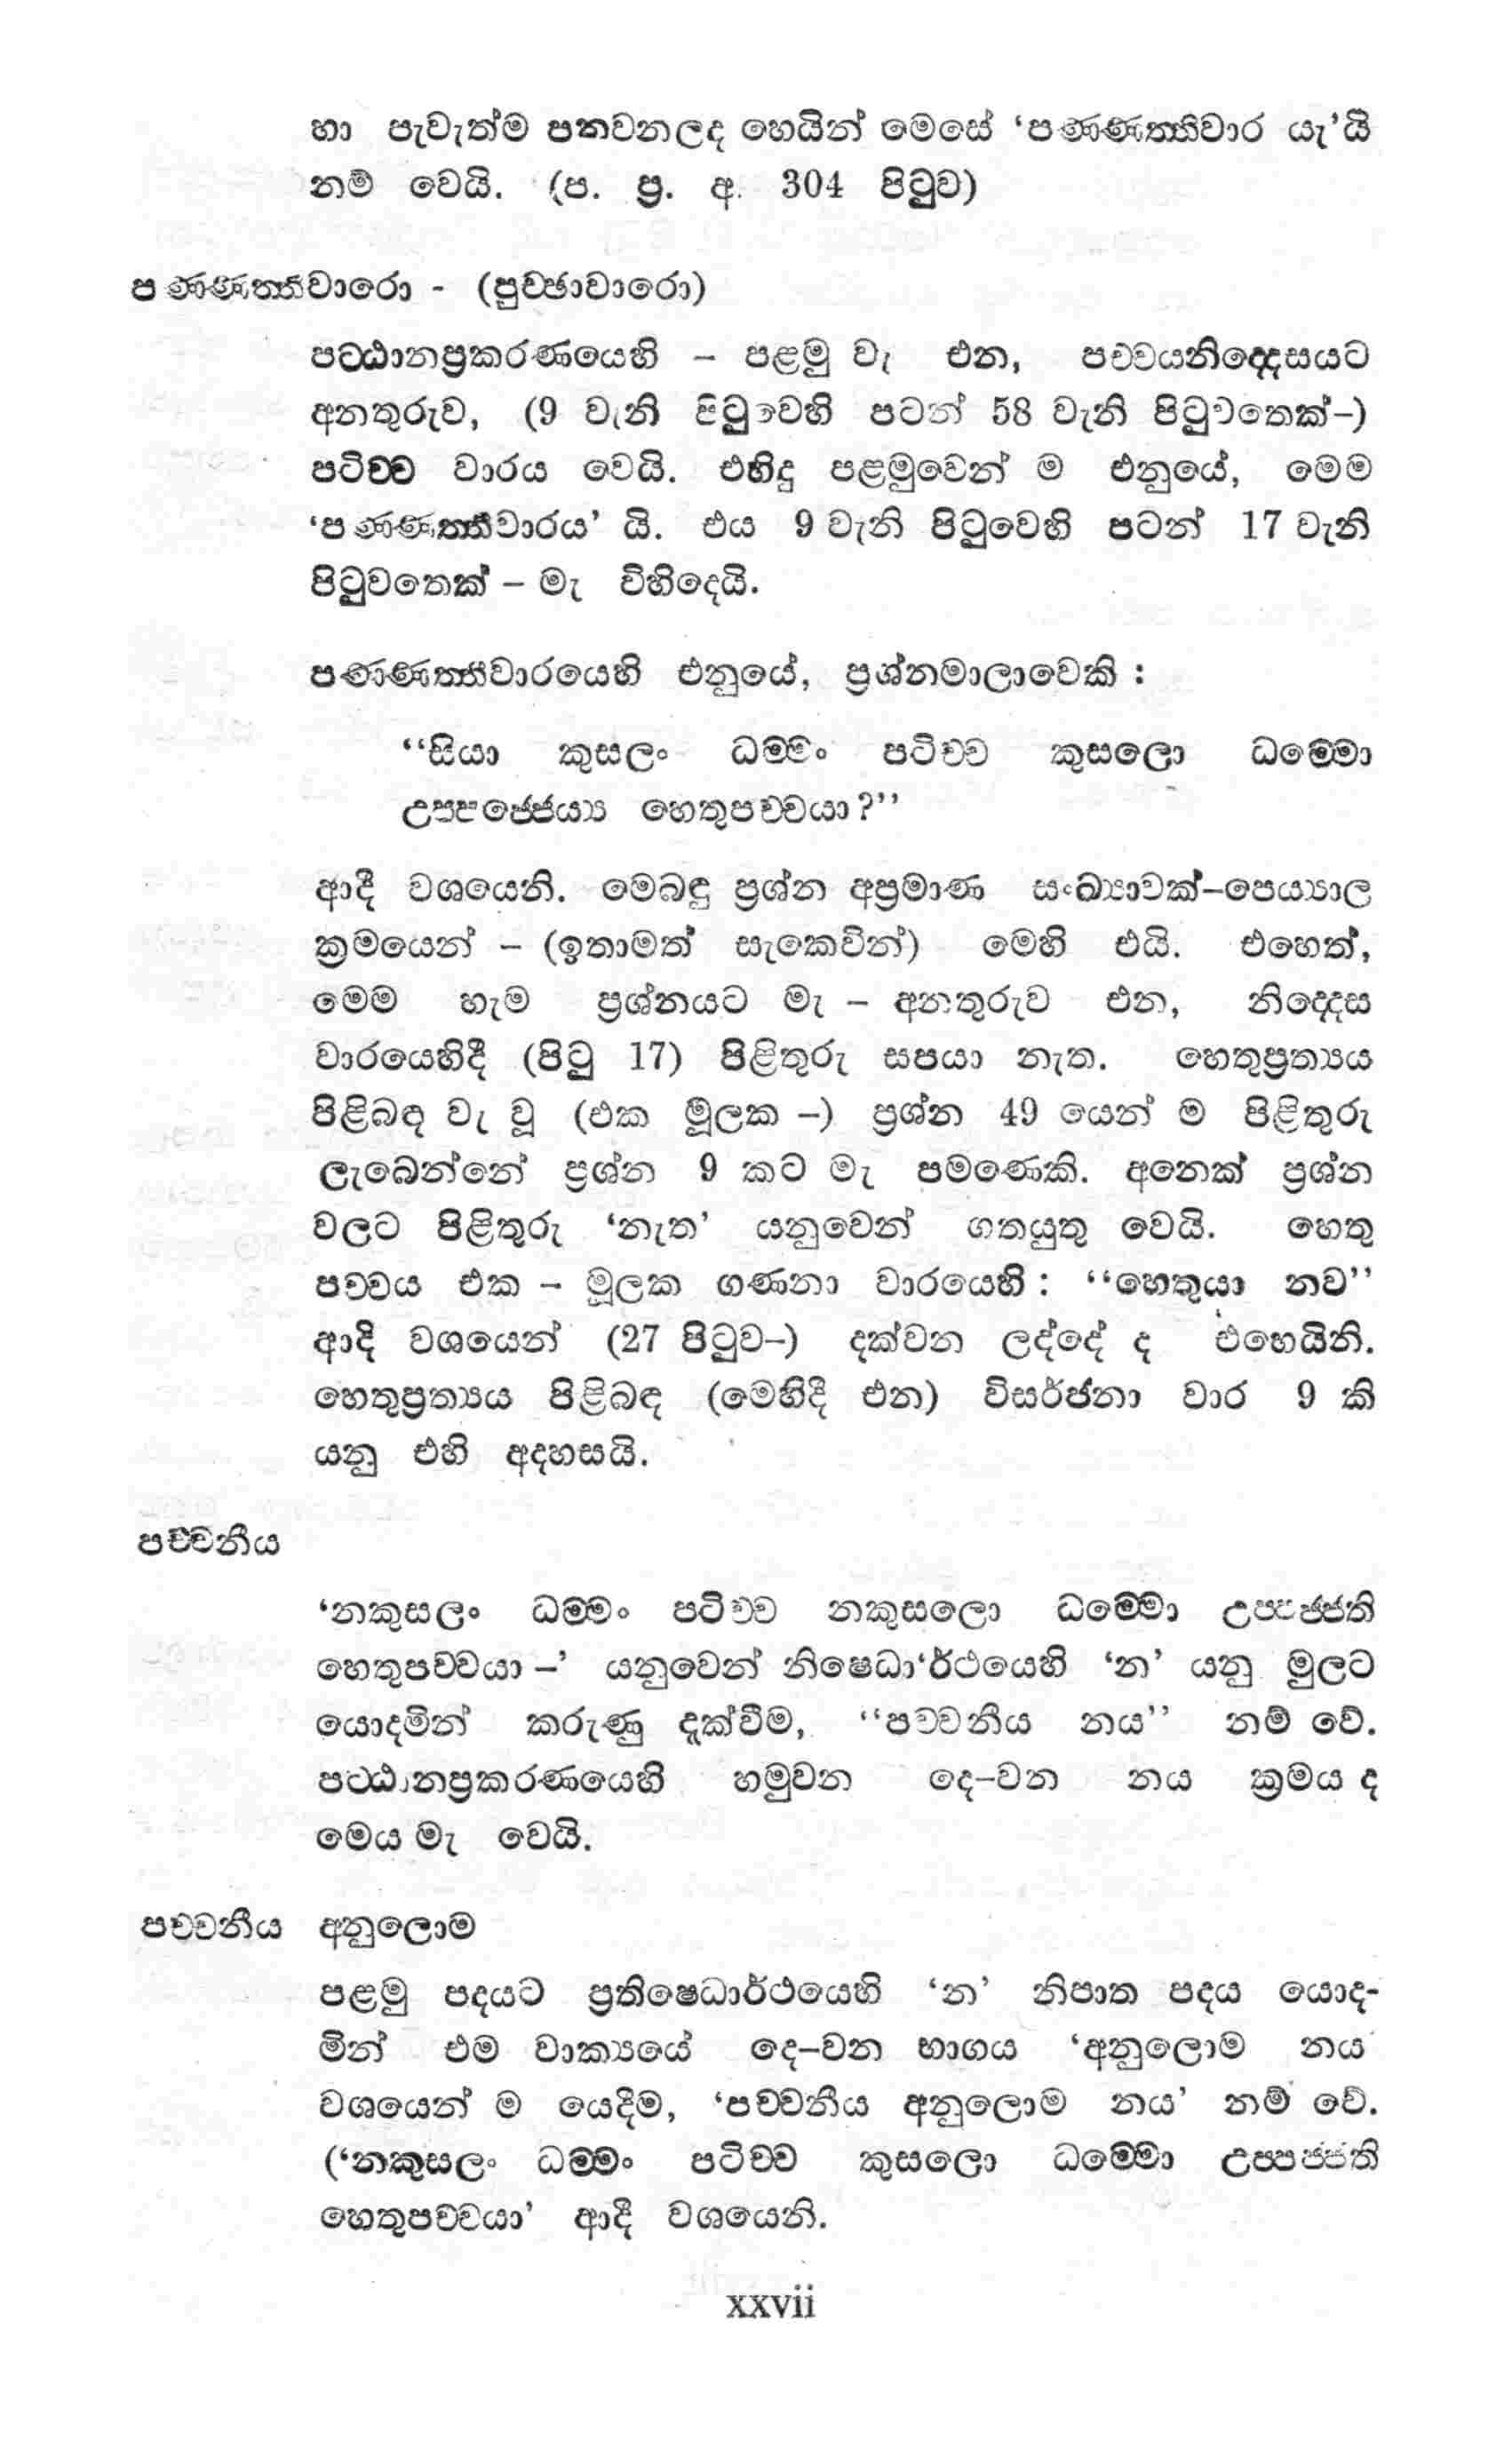 හා පැවැත්ම පතවනලද හෙයින් මෙසේ ‘පණ්ණත්තිවාර යැ’යි
නම් වෙයි. (ප. ප්‍ර. අ. 304 පිටුව)
පණ්ණත්තිවාරො - (පුච්ඡාවාරො)
පට්ඨානප්‍රකරණයෙහි – පළමු වැ එන, පච්චයනිද්දෙසයට
අනතුරුව, (9 වැනි පිටුවෙහි පටන් 58 වැනි පිටුවතෙක්–)
පටිච්ච වාරය වෙයි. එහිදු පළමුවෙන් ම එනුයේ, මෙම
‘පණ්ණත්තිවාරය’ යි. එය 9 වැනි පිටුවෙහි පටන් 17 වැනි
පිටුවතෙක් – මැ විහිදෙයි.
පණ්ණත්තිවාරයෙහි එනුයේ, ප්‍රශ්නමාලාවෙකි :
‘‘සියා කුසලං ධම්මං පටිච්ච කුසලො ධම්මො
උප්පජ්ජෙය්‍ය හෙතුපච්චයා?’’
ආදී වශයෙනි. මෙබඳු ප්‍රශ්න අප්‍රමාණ සංඛ්‍යාවක්–පෙය්‍යාල
ක්‍රමයෙන් – (ඉතාමත් සැකෙවින්) මෙහි එයි. එහෙත්,
මෙම හැම ප්‍රශ්නයට මැ – අනතුරුව එන, නිද්දෙස
වාරයෙහිදී (පිටු 17) පිළිතුරු සපයා නැත. හෙතුප්‍රත්‍යය
පිළිබඳ වැ වූ (එක මූලක –) ප්‍රශ්න 49 යෙන් ම පිළිතුරු
ලැබෙන්නේ ප්‍රශ්න 9 කට මැ පමණෙකි. අනෙක් ප්‍රශ්න
වලට පිළිතුරු ‘නැත’ යනුවෙන් ගතයුතු වෙයි. හෙතු
පච්චය එක – මූලක ගණනා වාරයෙහි : ‘‘හෙතුයා නව’’
ආදි වශයෙන් (27 පිටුව–) දක්වන ලද්දේ ද එහෙයිනි.
හෙතුප්‍රත්‍යය පිළිබඳ (මෙහිදී එන) විසර්ජනා වාර 9 කි
යනු එහි අදහසයි.
පච්චනීය
‘නකුසලං ධම්මං පටිච්ච නකුසලො ධම්මො උප්පජ්ජති
හෙතුපච්චයා –’ යනුවෙන් නිෂෙධා‘ර්ථයෙහි ‘න’ යනු මුලට
යොදමින් කරුණු දැක්වීම, ‘‘පච්චනීය නය’’ නම් වේ.
පට්ඨානප්‍රකරණයෙහි හමුවන දෙ–වන නය ක්‍රමය ද
මෙය මැ වෙයි.
පච්චනීය අනුලොම
පළමු පදයට ප්‍රතිෂෙධාර්ථයෙහි ‘න’ නිපාත පදය යොද-
මින් එම වාක්‍යයේ දෙ–වන භාගය ‘අනුලොම නය
වශයෙන් ම යෙදීම, ‘පච්චනීය අනුලොම නය’ නම් වේ.
(‘නකුසලං ධම්මං පටිච්ච කුසලො ධම්මො උප්පජ්ජති
හෙතුපච්චයා’ ආදී වශයෙනි.
xxvii